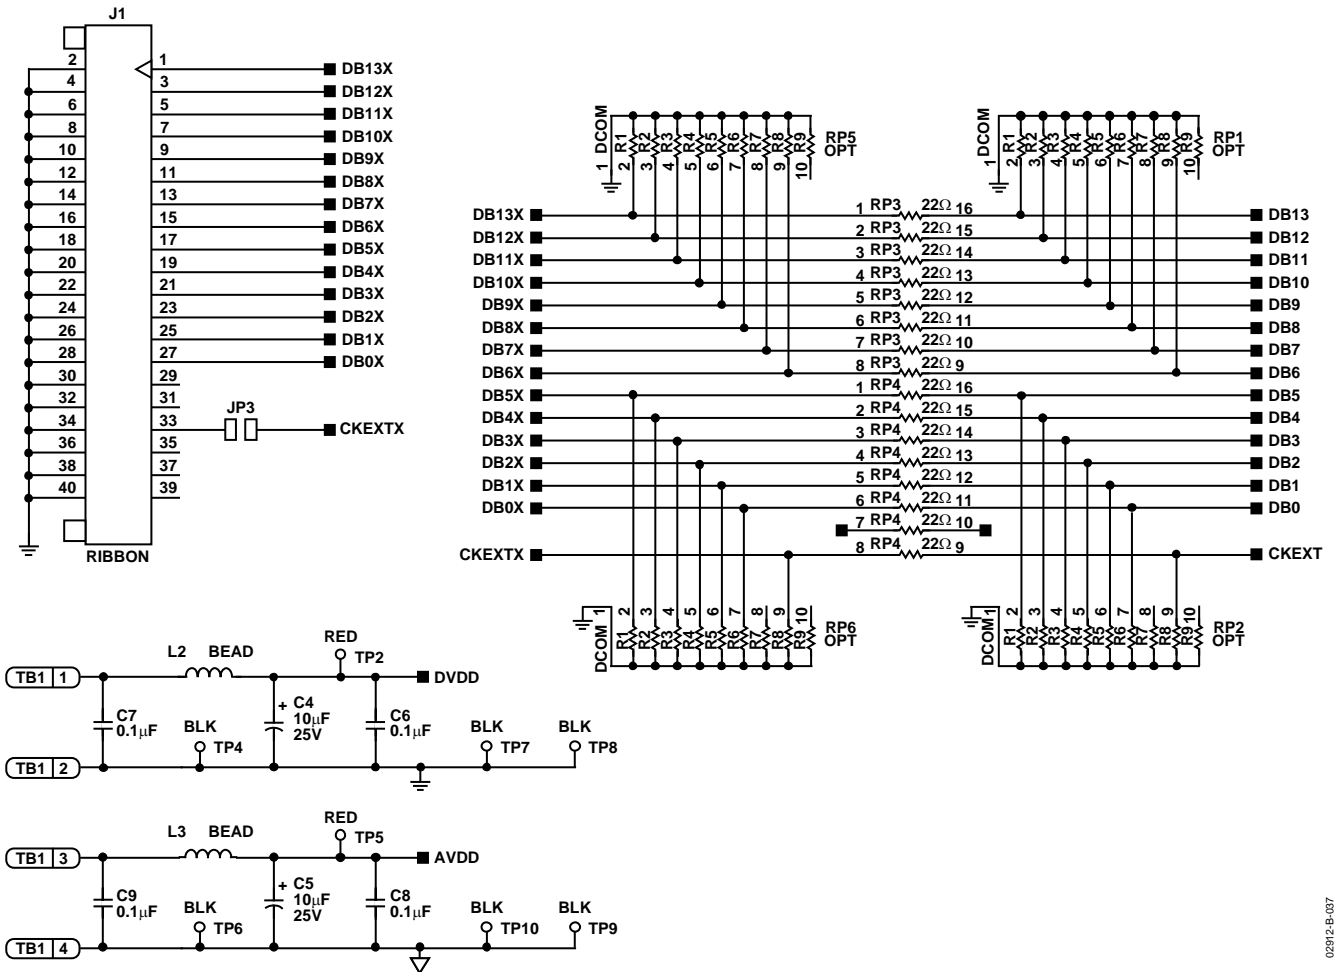 J1
2 1 DB13X
4 3 DB12X
6 5 DB11X
8 7 DB10X
10 9 DB9X
12 11 DB8X
14 13 DB7X
16 15 DB6X
18 17 DB5X
20 19 DB4X
22 21 DB3X
24 23 DB2X
26 25 DB1X
28 27 DB0X
30 29
32 31
34 33 JP3 CKEXTX
36 35
38 37
40 39
RIBBON
1 DCOM R1 R2 R3 R4 R5 R6 R7 R8 R9
2 3 4 5 6 7 8 9 10
RP5
OPT
1 DCOM R1 R2 R3 R4 R5 R6 R7 R8 R9
2 3 4 5 6 7 8 9 10
RP1
OPT
DB13X 1 RP3 22Ω 16 DB13
DB12X 2 RP3 22Ω 15 DB12
DB11X 3 RP3 22Ω 14 DB11
DB10X 4 RP3 22Ω 13 DB10
DB9X 5 RP3 22Ω 12 DB9
DB8X 6 RP3 22Ω 11 DB8
DB7X 7 RP3 22Ω 10 DB7
DB6X 8 RP3 22Ω 9 DB6
DB5X 1 RP4 22Ω 16 DB5
DB4X 2 RP4 22Ω 15 DB4
DB3X 3 RP4 22Ω 14 DB3
DB2X 4 RP4 22Ω 13 DB2
DB1X 5 RP4 22Ω 12 DB1
DB0X 6 RP4 22Ω 11 DB0
7 RP4 22Ω 10
CKEXTX 8 RP4 22Ω 9 CKEXT
1 2 3 4 5 6 7 8 9 10
DCOM R1 R2 R3 R4 R5 R6 R7 R8 R9
RP6
OPT
1 2 3 4 5 6 7 8 9 10
DCOM R1 R2 R3 R4 R5 R6 R7 R8 R9
RP2
OPT
L2 BEAD
RED
TP2
TB1 1
DVDD
C7
0.1μF
BLK
TP4
+ C4
10μF
25V
C6
0.1μF
BLK
TP7
BLK
TP8
TB1 2
L3 BEAD
RED
TP5
TB1 3
AVDD
C9
0.1μF
BLK
TP6
+ C5
10μF
25V
C8
0.1μF
BLK
TP10
BLK
TP9
TB1 4
02912-B-037